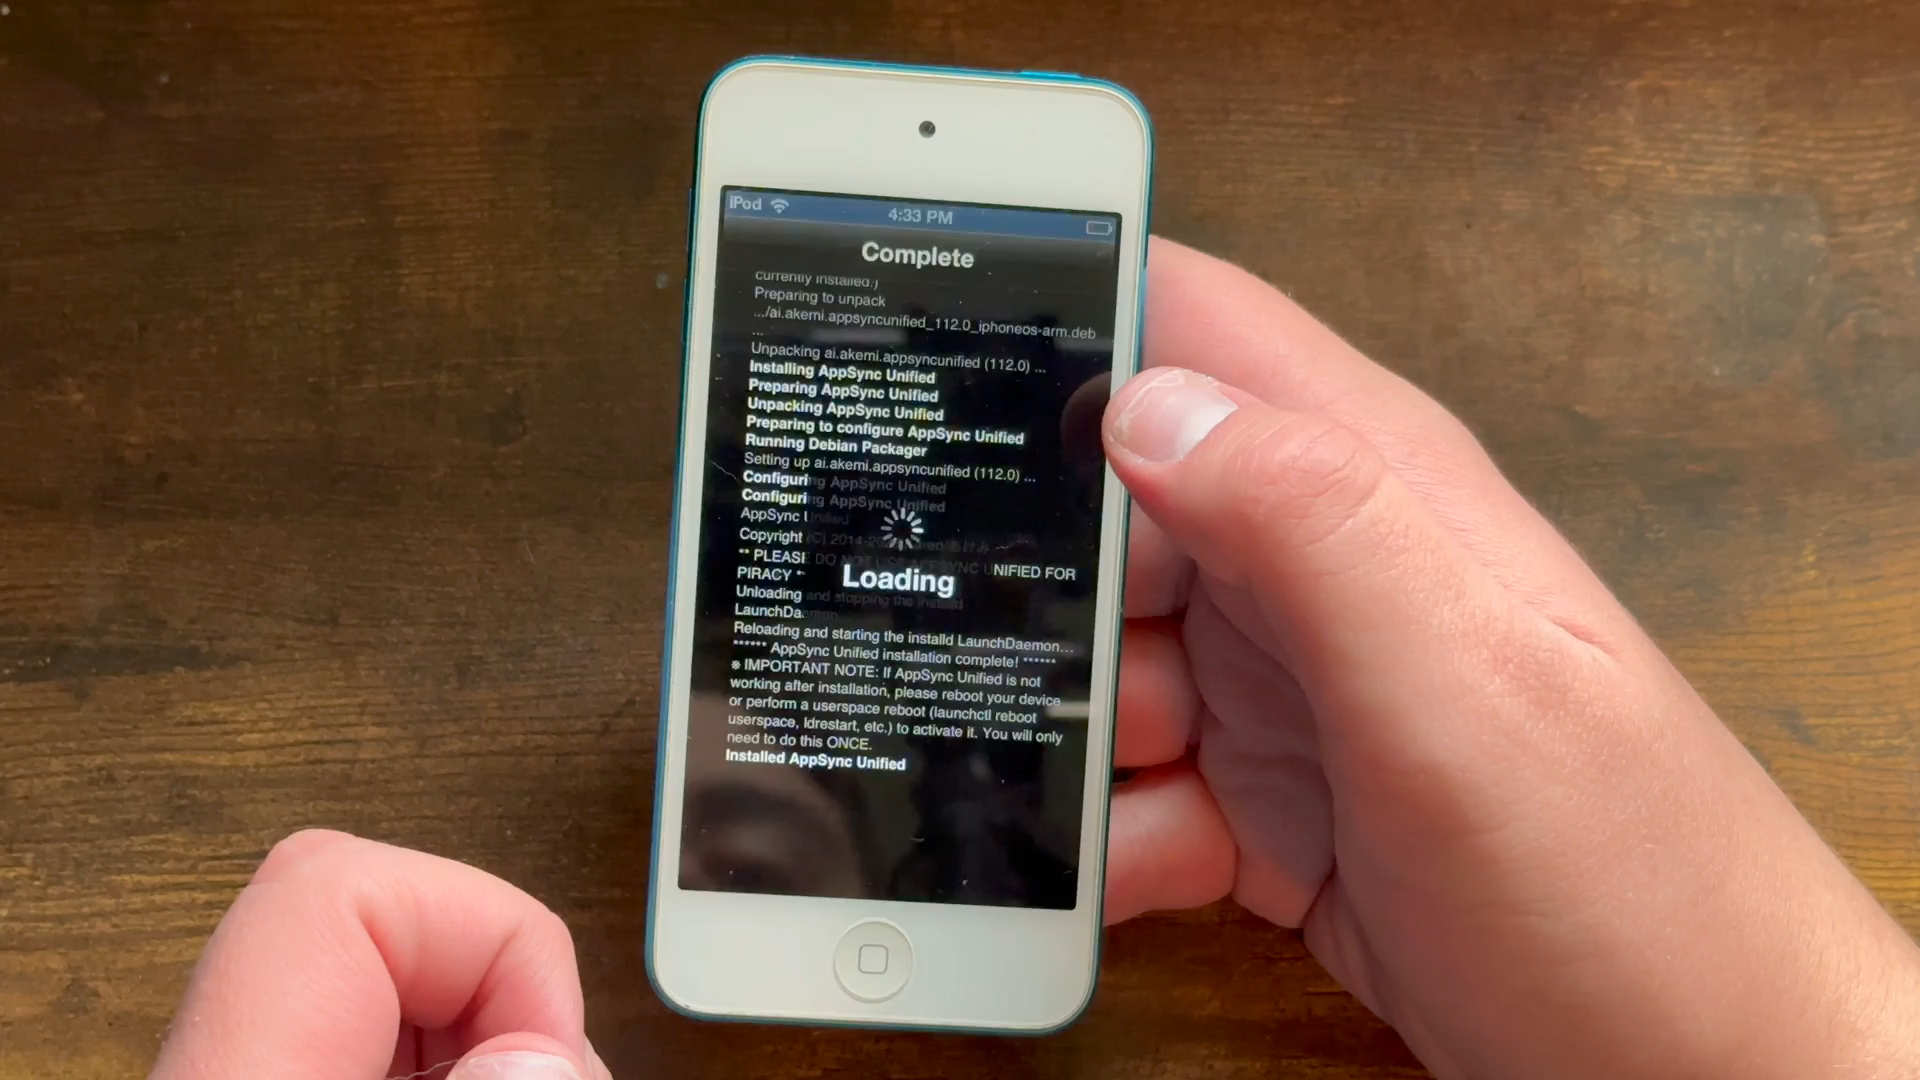 iPod
4:33 PM
Complete
currently installed.)
Preparing to unpack
.../ai.akemi.appsyncunified_112.0_iphoneos-arm.deb
...
Unpacking ai.akemi.appsyncunified (112.0) ...
Installing AppSync Unified
Preparing AppSync Unified
Unpacking AppSync Unified
Preparing to configure AppSync Unified
Running Debian Packager
Setting up ai.akemi.appsyncunified (112.0) ...
Configuring AppSync Unified
Configuring AppSync Unified
AppSync Unified
Copyright (C) 2014-
** PLEASE DO NOT USE APPSYNC UNIFIED FOR
PIRACY **
Loading
Unloading and stopping the installd
LaunchDaemon
Reloading and starting the installd LaunchDaemon...
****** AppSync Unified installation complete! ******
※ IMPORTANT NOTE: If AppSync Unified is not
working after installation, please reboot your device
or perform a userspace reboot (launchctl reboot
userspace, ldrestart, etc.) to activate it. You will only
need to do this ONCE.
Installed AppSync Unified